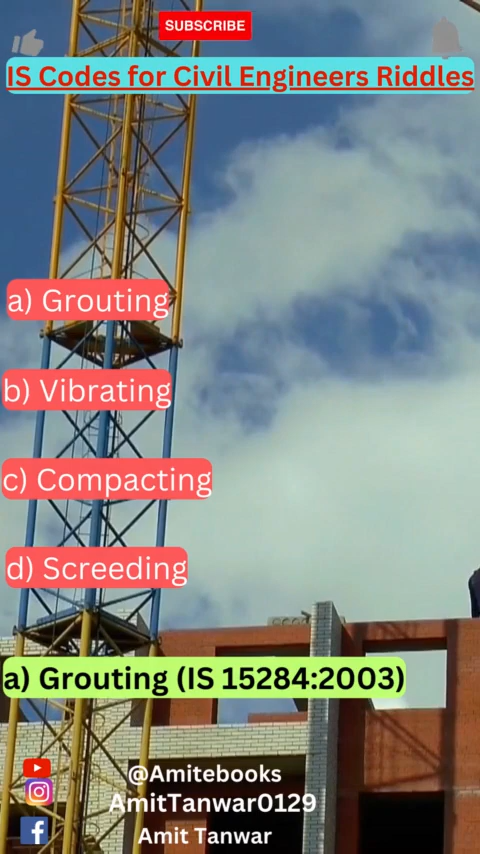 SUBSCRIBE
IS Codes for Civil Engineers Riddles
a) Grouting
b) Vibrating
c) Compacting
d) Screeding
a) Grouting (IS 15284:2003)
@Amitebooks
AmitTanwar0129
Amit Tanwar